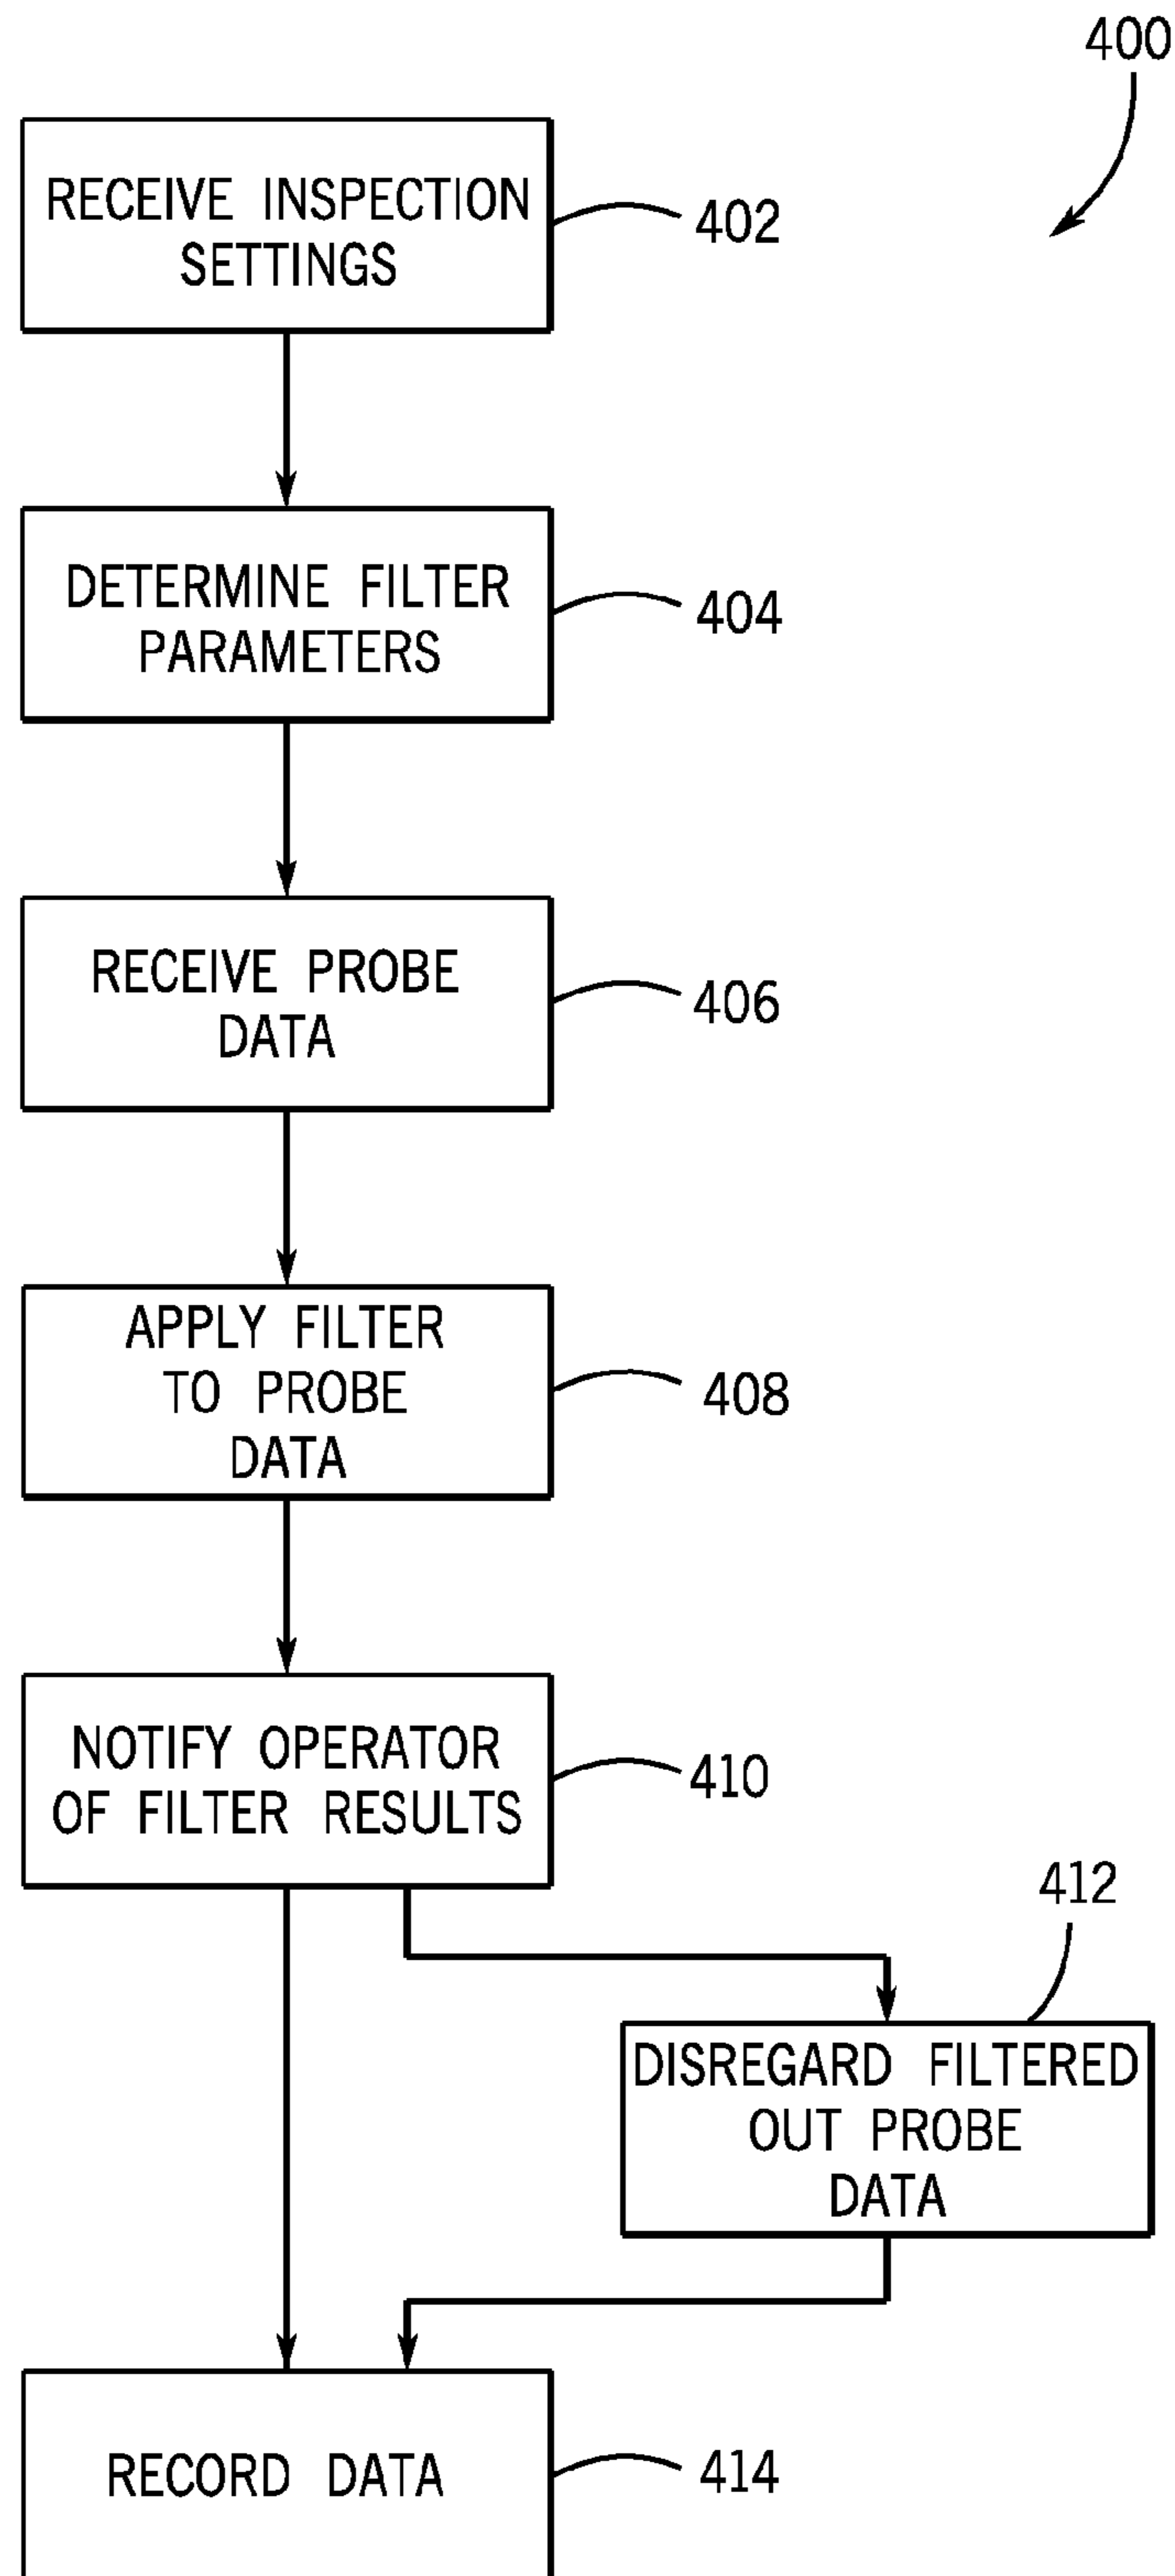 400
RECEIVE INSPECTION
SETTINGS
402
DETERMINE FILTER
PARAMETERS
404
RECEIVE PROBE
DATA
406
APPLY FILTER
TO PROBE
DATA
408
NOTIFY OPERATOR
OF FILTER RESULTS
410
412
DISREGARD FILTERED
OUT PROBE
DATA
RECORD DATA
414